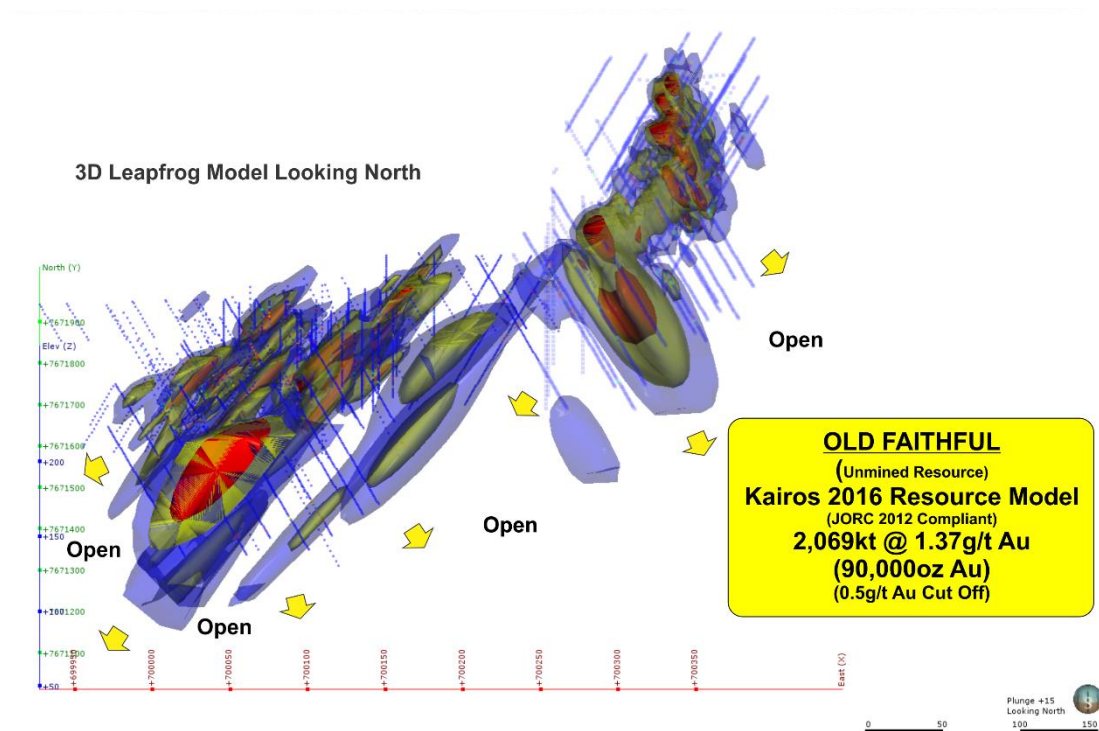 3D Leapfrog Model Looking North
North (Y)
+7671900
Elev (Z)
+7671800
+7671700
+7671600
+200
+7671500
+7671400
+150
+7671300
+7671200
+50
Open
Open
Open
Open
OLD FAITHFUL
(Unmined Resource)
Kairos 2016 Resource Model
(JORC 2012 Compliant)
2,069kt @ 1.37g/t Au
(90,000oz Au)
(0.5g/t Au Cut Off)
+699950
+700000
+700050
+700100
+700150
+700200
+700250
+700300
+700350
East (X)
Plunge +15
Looking North
0 50 100 150